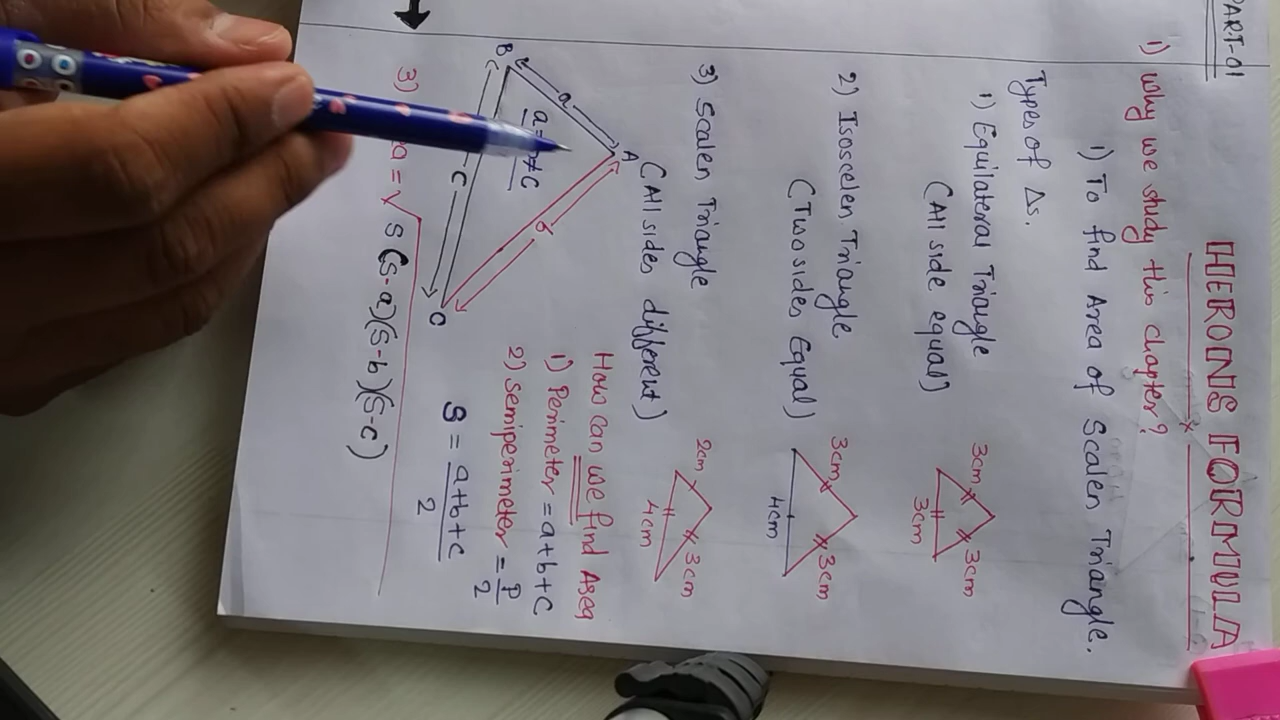 PART-01
HEROINS FORMULA
1) Why we study this chapter?
1) To find Area of Scalen Triangle.
Types of Δs.
1) Equilateral Triangle
(All side equal)
3cm
3cm
3cm
2) Isoscelen Triangle.
(Two sides Equal)
3cm
3cm
4cm
3) Scalen Triangle
(All sides different)
2cm
3cm
4cm
A
B
C
a
b
c
≠c
How can we find Area
1) Perimeter = a+b+c
2) Semiperimeter = P/2
S = a+b+c/2
3) a = √s(s-a)(s-b)(s-c)